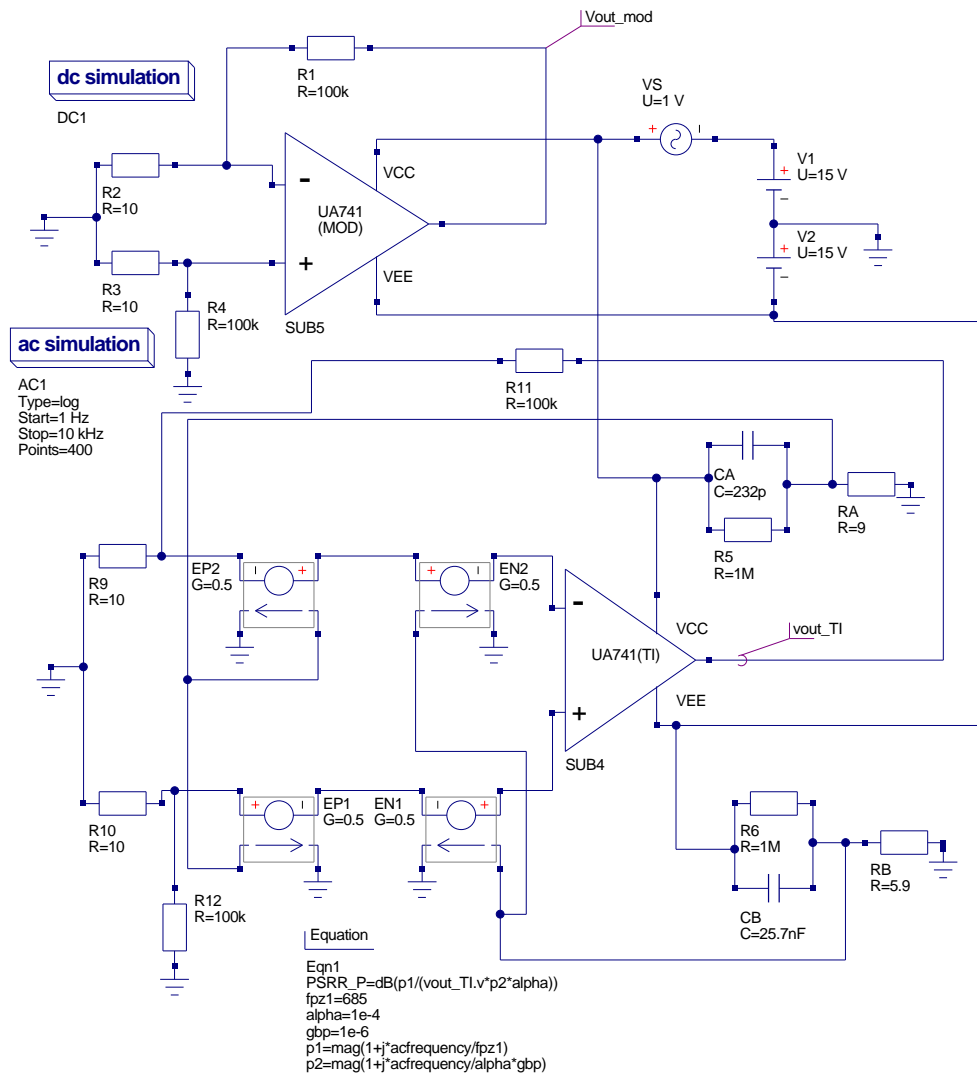 Vout_mod
R1
R=100k
dc simulation
DC1
VS
U=1 V
+
-
V1
U=15 V
+
-
V2
U=15 V
+
-
R2
R=10
-
VCC
UA741
(MOD)
+
VEE
SUB5
R3
R=10
R4
R=100k
ac simulation
AC1
Type=log
Start=1 Hz
Stop=10 kHz
Points=400
R11
R=100k
CA
C=232p
RA
R=9
R5
R=1M
R9
R=10
EP2
G=0.5
-
+
EN2
G=0.5
+
-
-
VCC
UA741(TI)
vout_TI
VEE
+
SUB4
R10
R=10
EP1
G=0.5
+
-
EN1
G=0.5
-
+
R12
R=100k
R6
R=1M
RB
R=5.9
CB
C=25.7nF
Equation
Eqn1
PSRR_P=dB(p1/(vout_TI.v*p2*alpha))
fpz1=685
alpha=1e-4
gbp=1e-6
p1=mag(1+j*acfrequency/fpz1)
p2=mag(1+j*acfrequency/alpha*gbp)